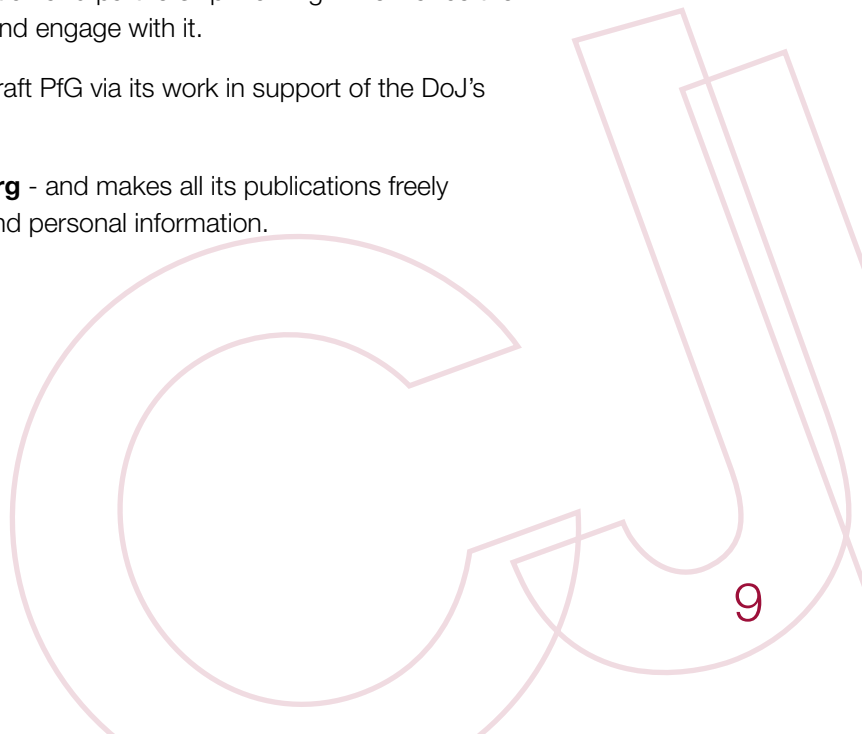 nd engage with it.
raft PfG via its work in support of the DoJ's
rg - and makes all its publications freely
nd personal information.
9